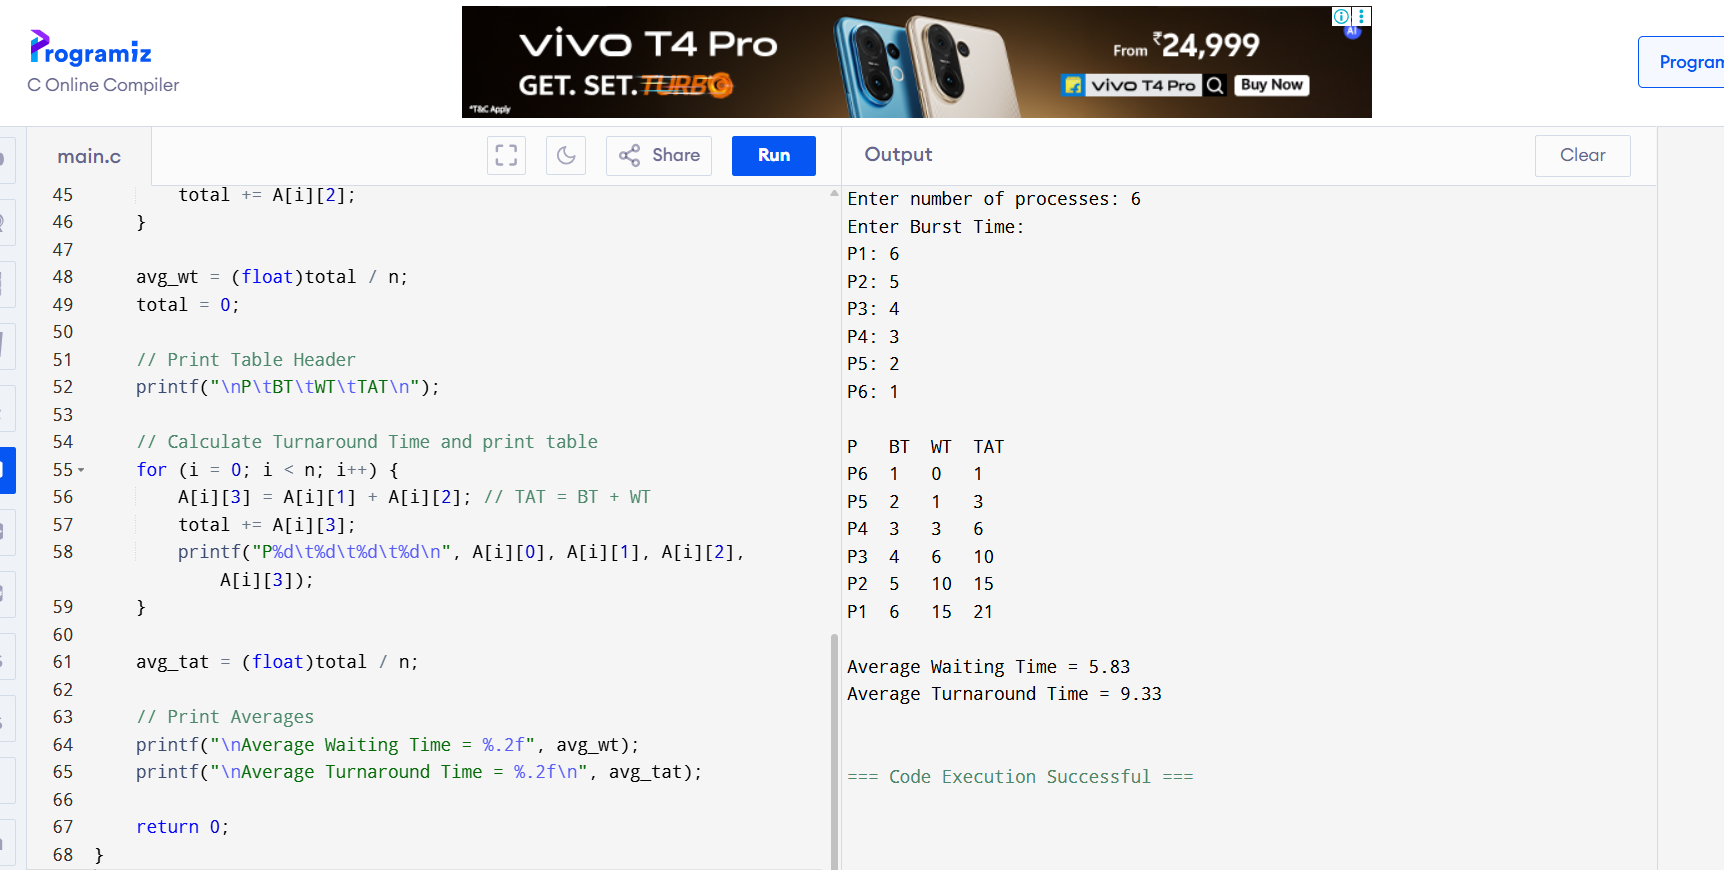 Programiz
C Online Compiler
vivo T4 Pro
GET. SET. TURBO
*T&C Apply
From ₹24,999
vivo T4 Pro
Buy Now
AI
Program
main.c
Share
Run
Output
Clear
45 total += A[i][2];
46 }
47
48 avg_wt = (float)total / n;
49 total = 0;
50
51 // Print Table Header
52 printf("\nP\tBT\tWT\tTAT\n");
53
54 // Calculate Turnaround Time and print table
55 for (i = 0; i < n; i++) {
56 A[i][3] = A[i][1] + A[i][2]; // TAT = BT + WT
57 total += A[i][3];
58 printf("P%d\t%d\t%d\t%d\n", A[i][0], A[i][1], A[i][2],
A[i][3]);
59 }
60
61 avg_tat = (float)total / n;
62
63 // Print Averages
64 printf("\nAverage Waiting Time = %.2f", avg_wt);
65 printf("\nAverage Turnaround Time = %.2f\n", avg_tat);
66
67 return 0;
68 }
Enter number of processes: 6
Enter Burst Time:
P1: 6
P2: 5
P3: 4
P4: 3
P5: 2
P6: 1
P BT WT TAT
P6 1 0 1
P5 2 1 3
P4 3 3 6
P3 4 6 10
P2 5 10 15
P1 6 15 21
Average Waiting Time = 5.83
Average Turnaround Time = 9.33
=== Code Execution Successful ===